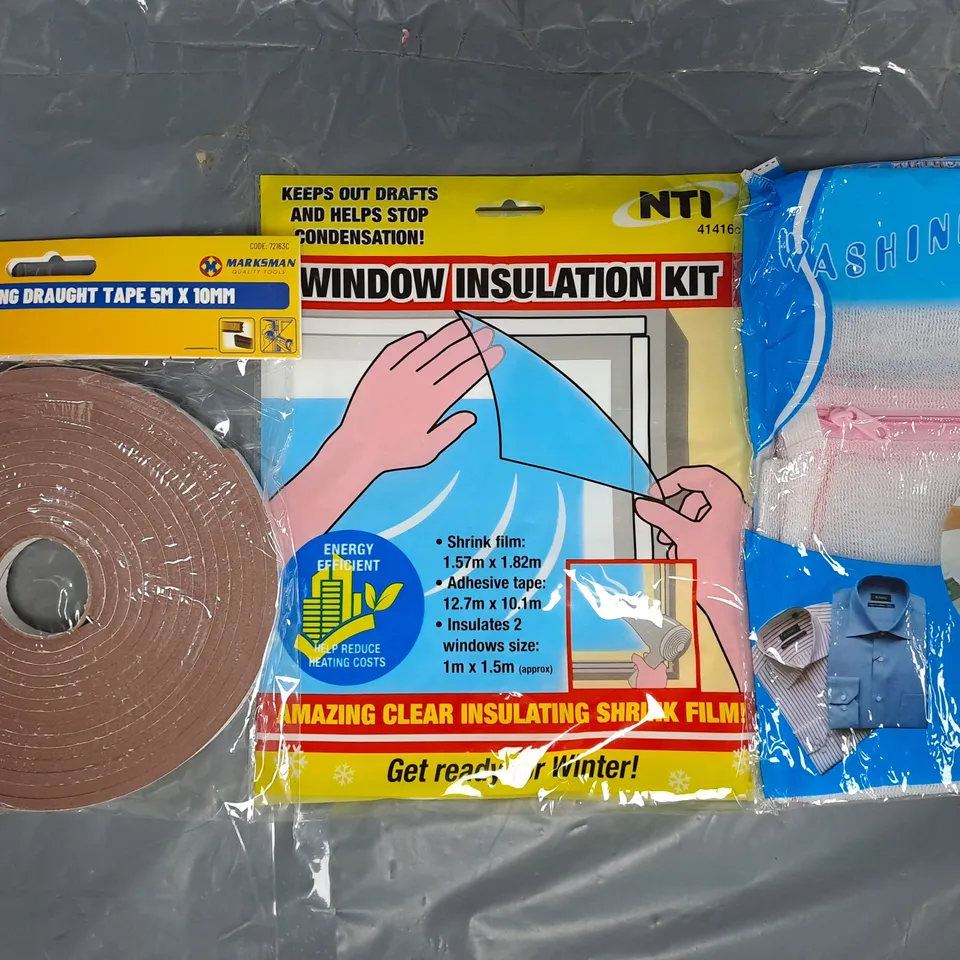 CODE: 72163C
MARKSMAN
QUALITY TOOLS
NG DRAUGHT TAPE 5M X 10MM
KEEPS OUT DRAFTS
AND HELPS STOP
CONDENSATION!
NTI
41416
WINDOW INSULATION KIT
ENERGY
EFFICIENT
HELP REDUCE
HEATING COSTS
• Shrink film:
1.57m x 1.82m
• Adhesive tape:
12.7m x 10.1m
• Insulates 2
windows size:
1m x 1.5m (approx)
AMAZING CLEAR INSULATING SHRINK FILM!
Get ready for Winter!
WASHIN